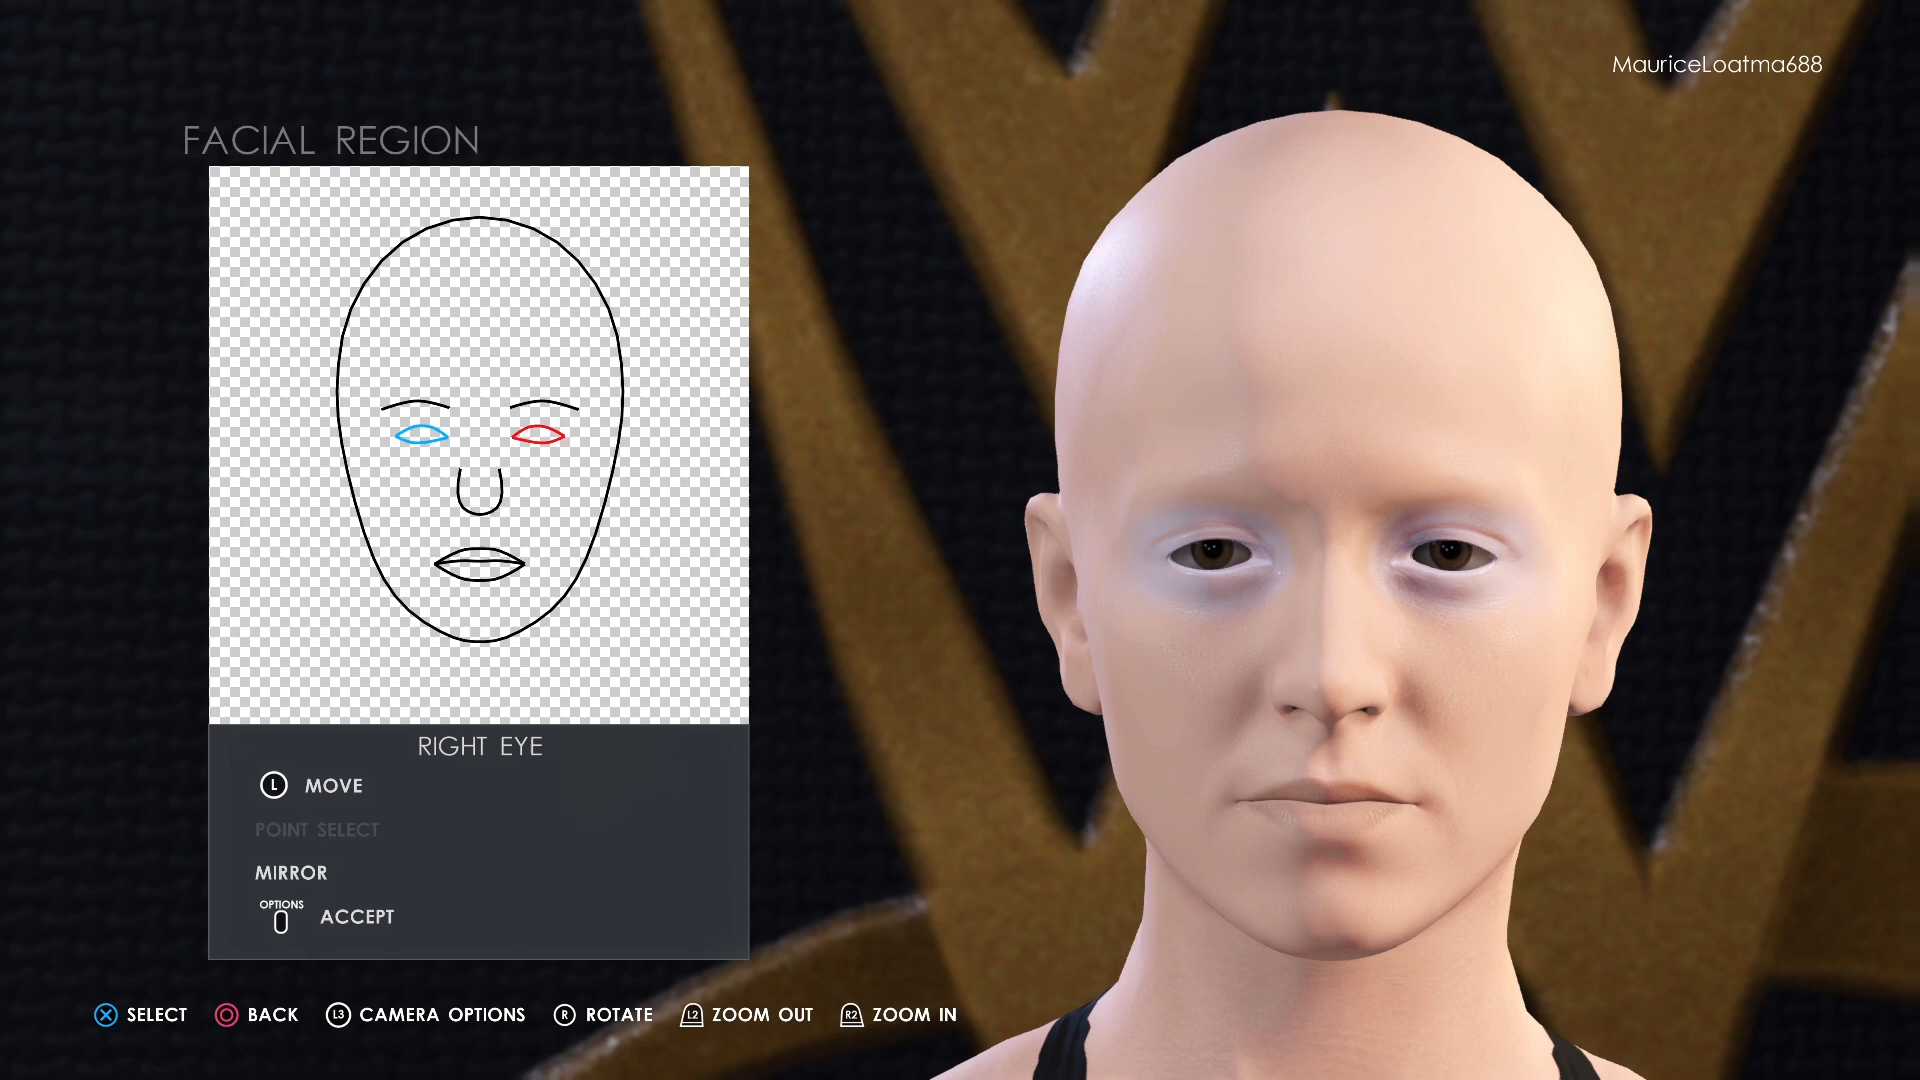 MauriceLoatma688
FACIAL REGION
RIGHT EYE
L MOVE
POINT SELECT
MIRROR
OPTIONS
ACCEPT
SELECT BACK L3 CAMERA OPTIONS R ROTATE L2 ZOOM OUT R2 ZOOM IN